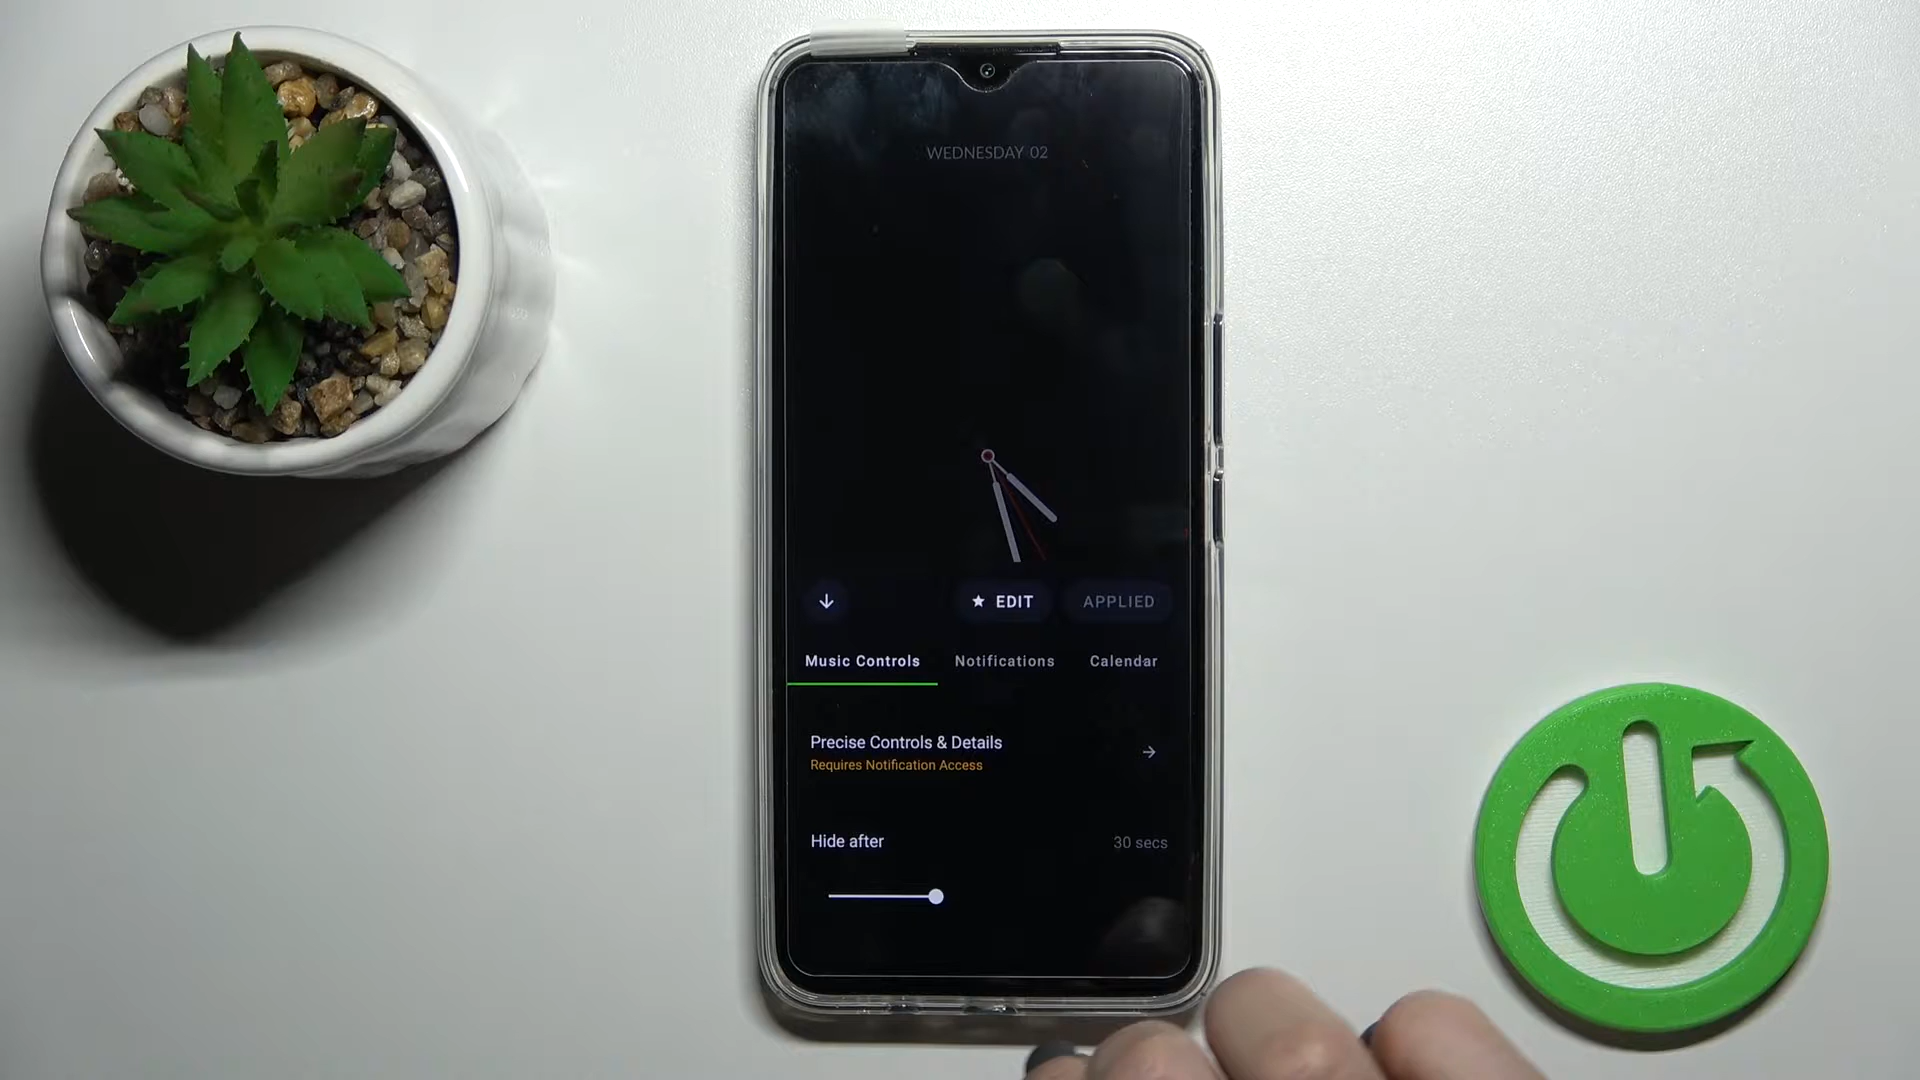 WEDNESDAY 02
EDIT
APPLIED
Music Controls
Notifications
Calendar
Precise Controls & Details
Requires Notification Access
Hide after
30 secs